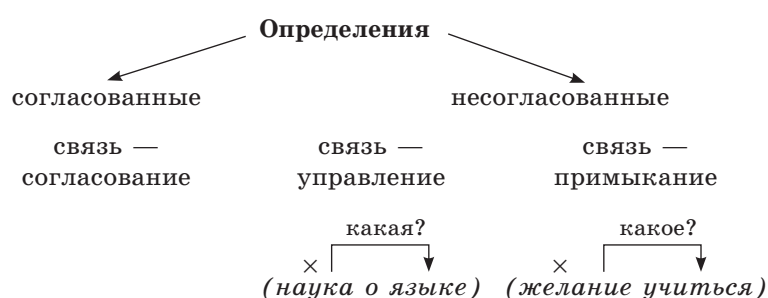 Определения
согласованные несогласованные
связь — связь — связь —
согласование управление примыкание
какая? какое?
× ×
(наука о языке) (желание учиться)